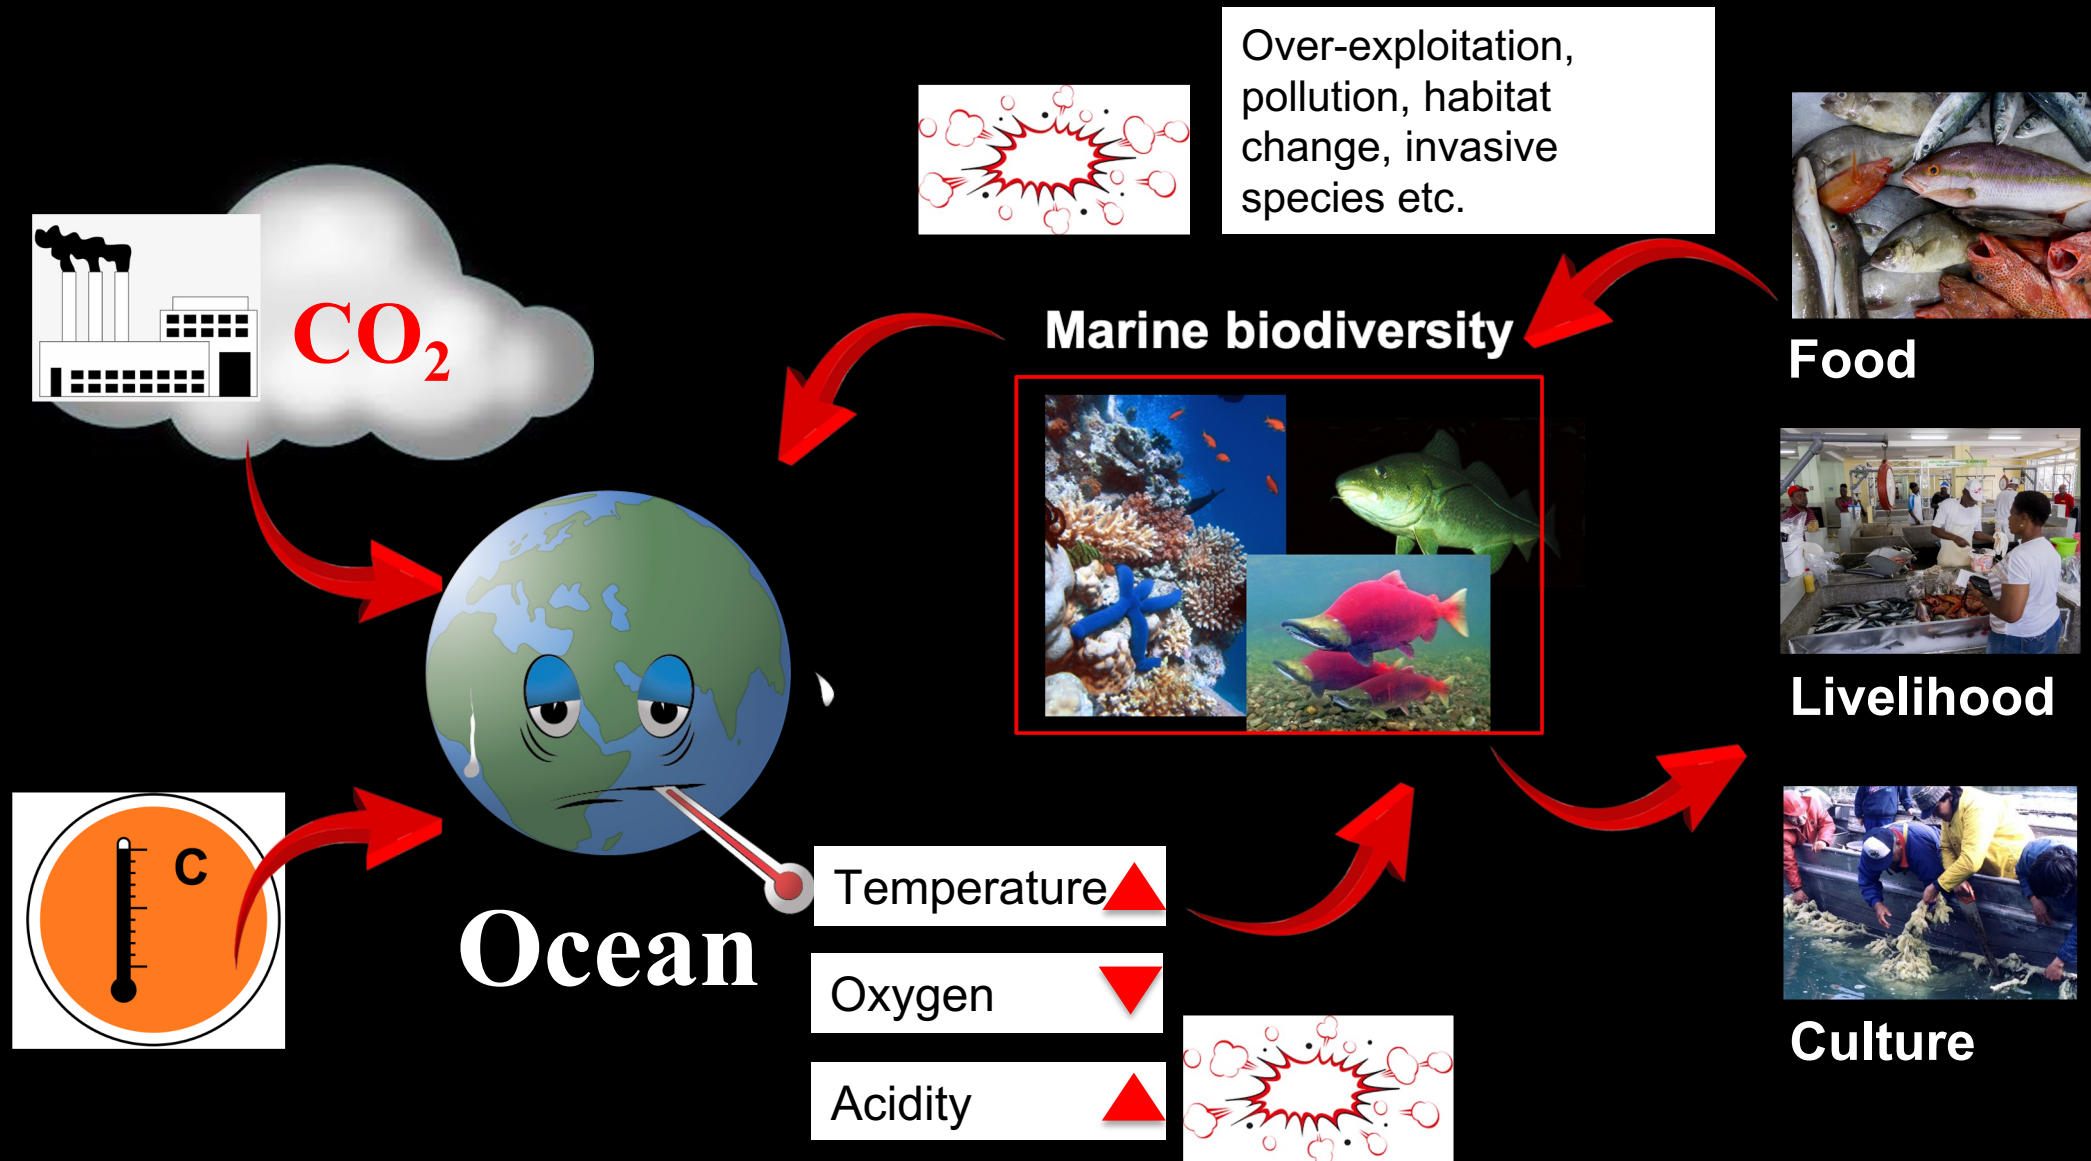 Over-exploitation,
pollution, habitat
change, invasive
species etc.
CO₂
Marine biodiversity
Food
Livelihood
C
Temperature
Ocean
Oxygen
Acidity
Culture